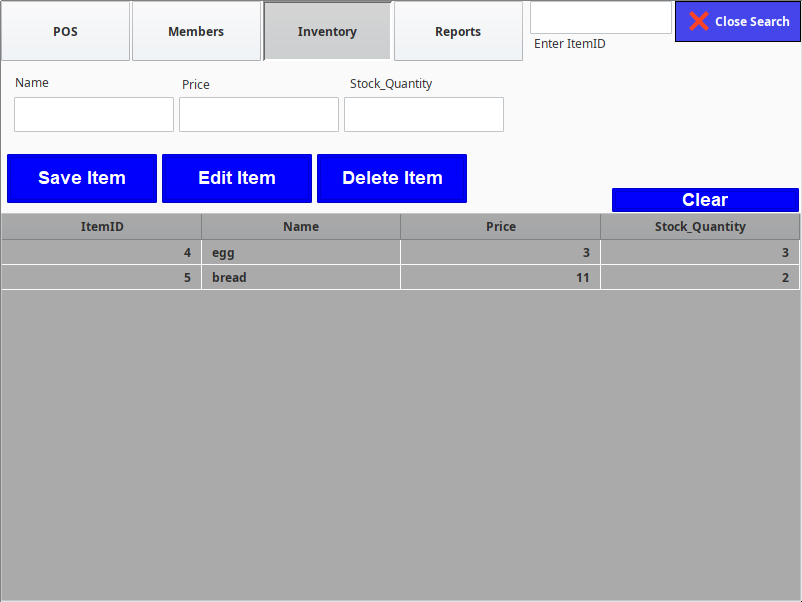 POS Members Inventory Reports Close Search
Enter ItemID
Name Price Stock_Quantity
Save Item Edit Item Delete Item
Clear
ItemID Name Price Stock_Quantity
4 egg 3 3
5 bread 11 2